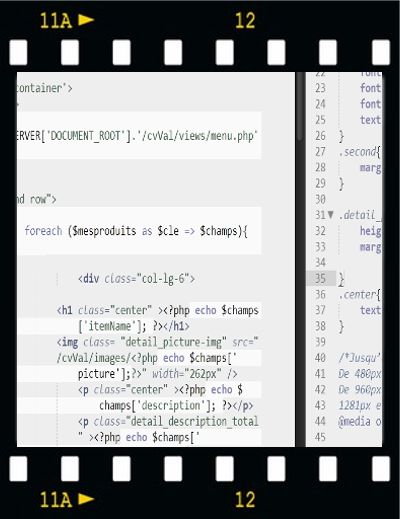 11A 12
container'>
ERVER['DOCUMENT_ROOT'].'/cvVal/views/menu.php'
nd row">
foreach ($mesproduits as $cle => $champs){
<div class="col-lg-6">
<h1 class="center" ><?php echo $champs
['itemName']; ?></h1>
<img class= "detail_picture-img" src="
/cvVal/images/<?php echo $champs['
picture'];?>" width="262px" />
<p class="center" ><?php echo $
champs['description']; ?></p>
<p class="detail_description_total
" ><?php echo $champs['
22 font
23 font
24 font
25 text
26 }
27 .second{
28 marg
29 }
30
31 .detail_
32 heig
33 marg
34
35 }
36 .center{
37 text
38 }
39
40 /*Jusqu'
41 De 480px
42 De 960px
43 1281px e
44 @media o
45
11A 12